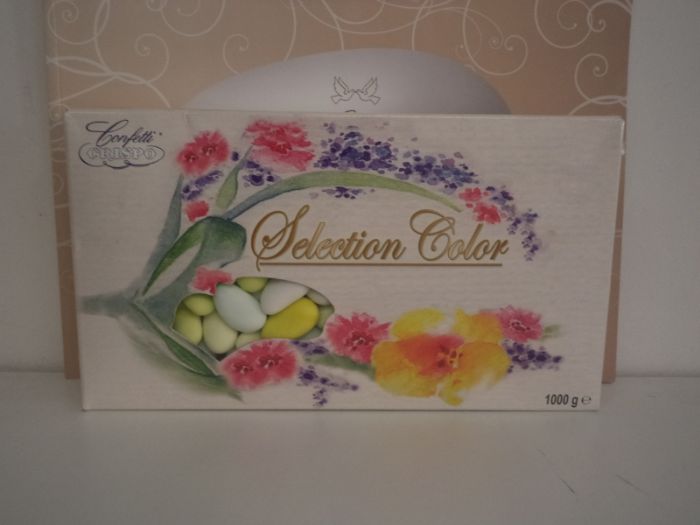 Confetti
CRISPO
Selection Color
1000 g e